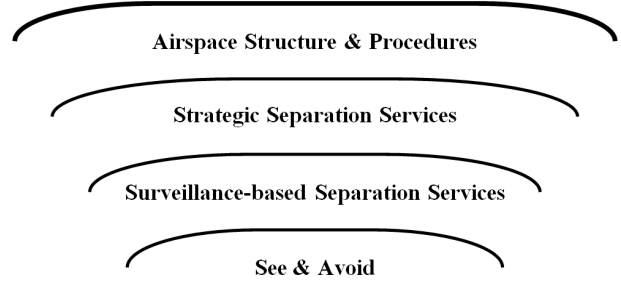 Airspace Structure & Procedures
Strategic Separation Services
Surveillance-based Separation Services
See & Avoid